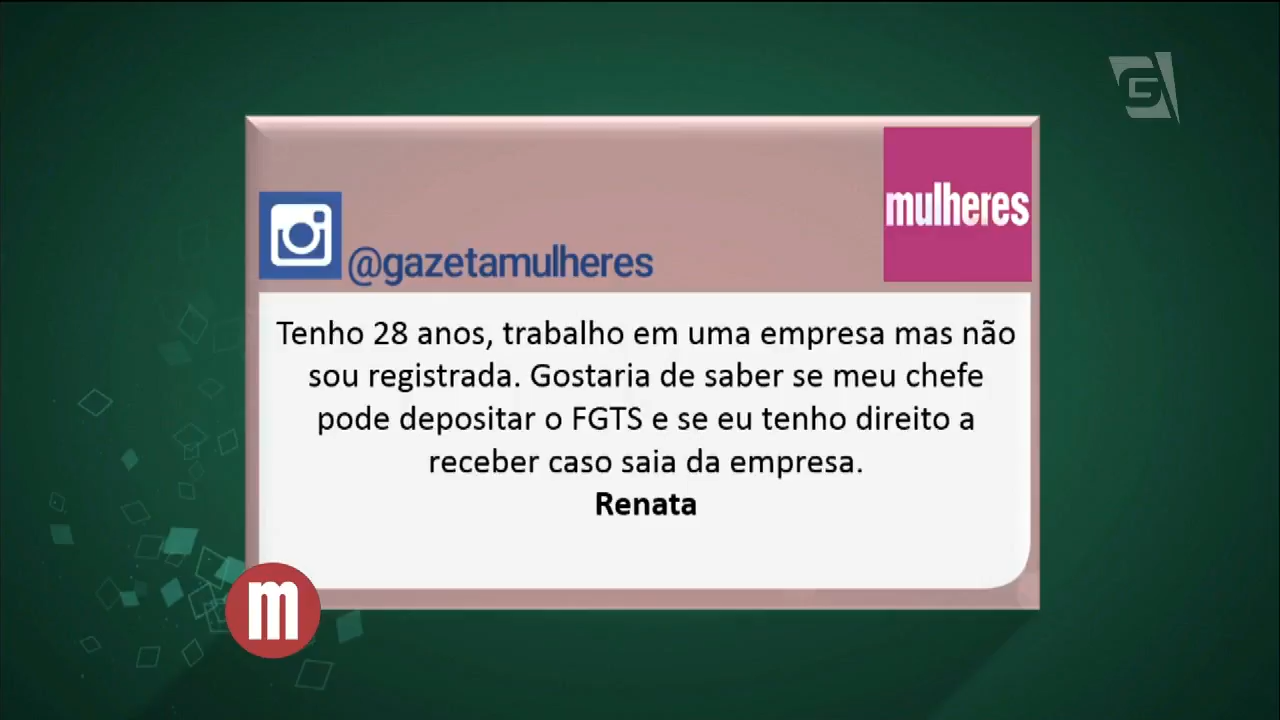 mulheres
@gazetamulheres
Tenho 28 anos, trabalho em uma empresa mas não
sou registrada. Gostaria de saber se meu chefe
pode depositar o FGTS e se eu tenho direito a
receber caso saia da empresa.
Renata
m
G